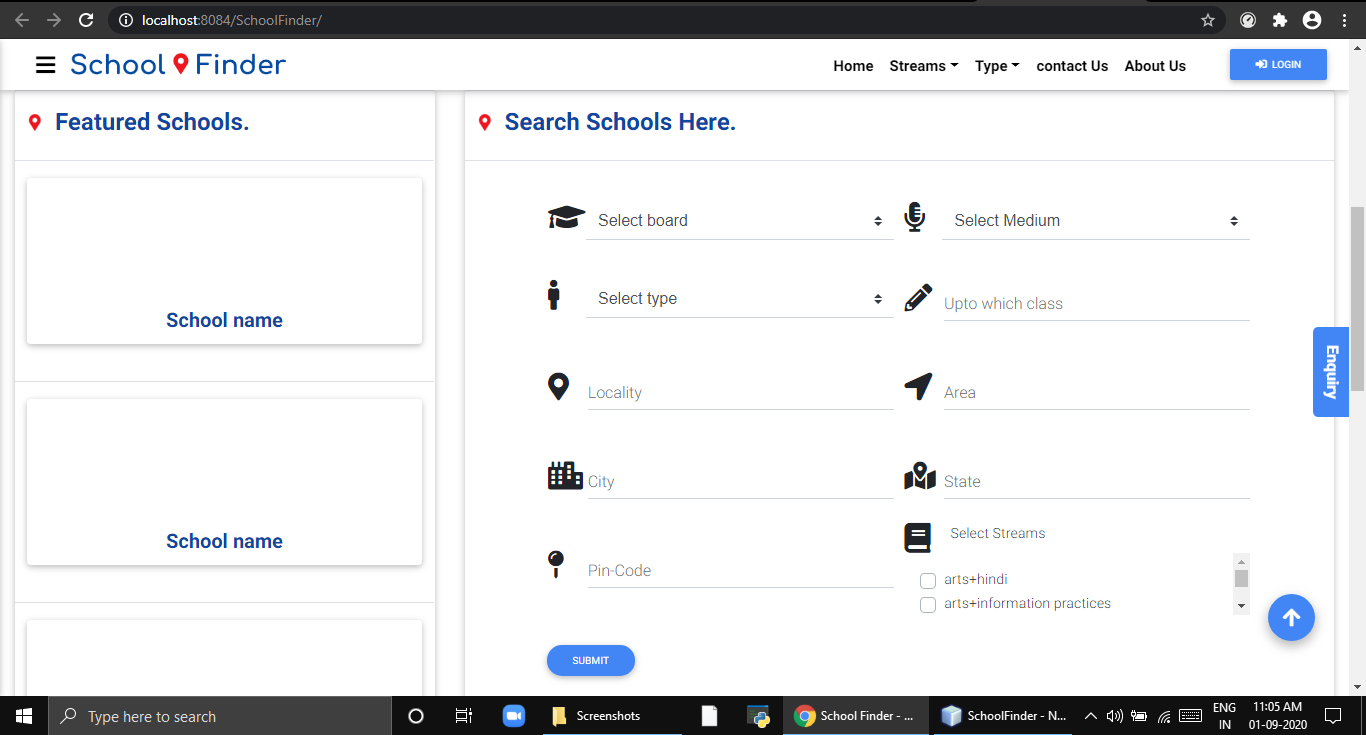 localhost:8084/SchoolFinder/
School Finder
Home Streams Type contact Us About Us LOGIN
Featured Schools.
School name
School name
Search Schools Here.
Select board Select Medium
Select type Upto which class
Locality Area
City State
Pin-Code Select Streams
arts+hindi
arts+information practices
SUBMIT
Enquiry
Type here to search
Screenshots
School Finder - ...
SchoolFinder - N...
ENG
IN
11:05 AM
01-09-2020